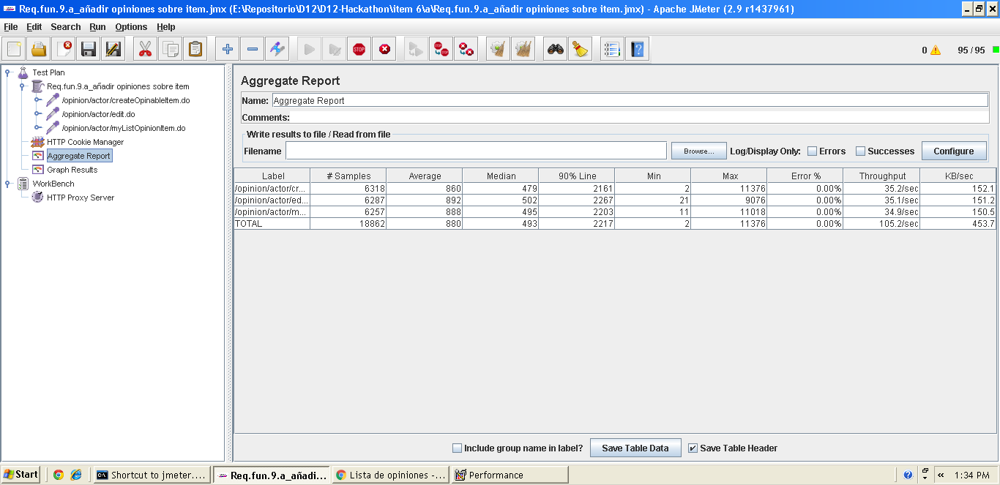 Req.fun.9.a_añadir opiniones sobre item.jmx (E:\Repositorio\D12\D12-Hackathon\item 6\a\Req.fun.9.a_añadir opiniones sobre item.jmx) - Apache JMeter (2.9 r1437961)
File Edit Search Run Options Help
STOP STOP STOP 0 95 / 95
Test Plan
Req.fun.9.a_añadir opiniones sobre item
/opinion/actor/createOpinableItem.do
/opinion/actor/edit.do
/opinion/actor/myListOpinionItem.do
HTTP Cookie Manager
Aggregate Report
Graph Results
WorkBench
HTTP Proxy Server
Aggregate Report
Name: Aggregate Report
Comments:
Write results to file / Read from file
Filename Browse... Log/Display Only: Errors Successes Configure
Label # Samples Average Median 90% Line Min Max Error % Throughput KB/sec
/opinion/actor/cr... 6318 860 479 2161 2 11376 0.00% 35.2/sec 152.1
/opinion/actor/ed... 6287 892 502 2267 21 9076 0.00% 35.1/sec 151.2
/opinion/actor/m... 6257 888 495 2203 11 11018 0.00% 34.9/sec 150.5
TOTAL 18862 880 493 2217 2 11376 0.00% 105.2/sec 453.7
Include group name in label? Save Table Data Save Table Header
Start Shortcut to jmeter.... Req.fun.9.a_añadi... Lista de opiniones -... Performance « 1:34 PM